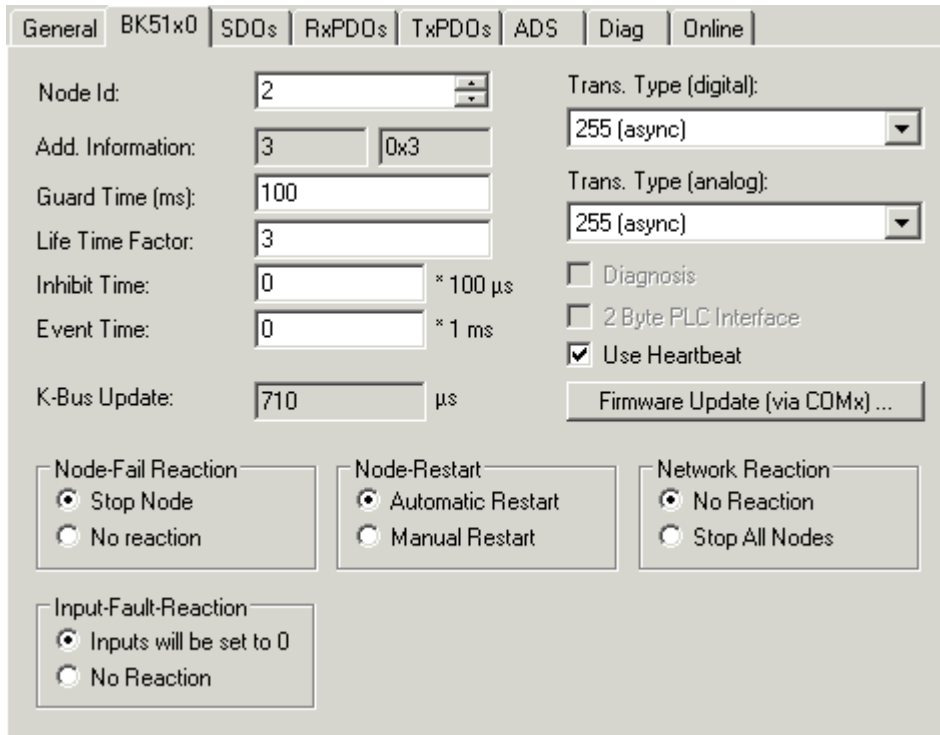 General BK51x0 SDOs RxPDOs TxPDOs ADS Diag Online
Node Id: 2
Add. Information: 3 0x3
Guard Time (ms): 100
Life Time Factor: 3
Inhibit Time: 0 * 100 µs
Event Time: 0 * 1 ms
K-Bus Update: 710 µs
Trans. Type (digital):
255 (async)
Trans. Type (analog):
255 (async)
Diagnosis
2 Byte PLC Interface
Use Heartbeat
Firmware Update (via COMx) ...
Node-Fail Reaction
Stop Node
No reaction
Node-Restart
Automatic Restart
Manual Restart
Network Reaction
No Reaction
Stop All Nodes
Input-Fault-Reaction
Inputs will be set to 0
No Reaction